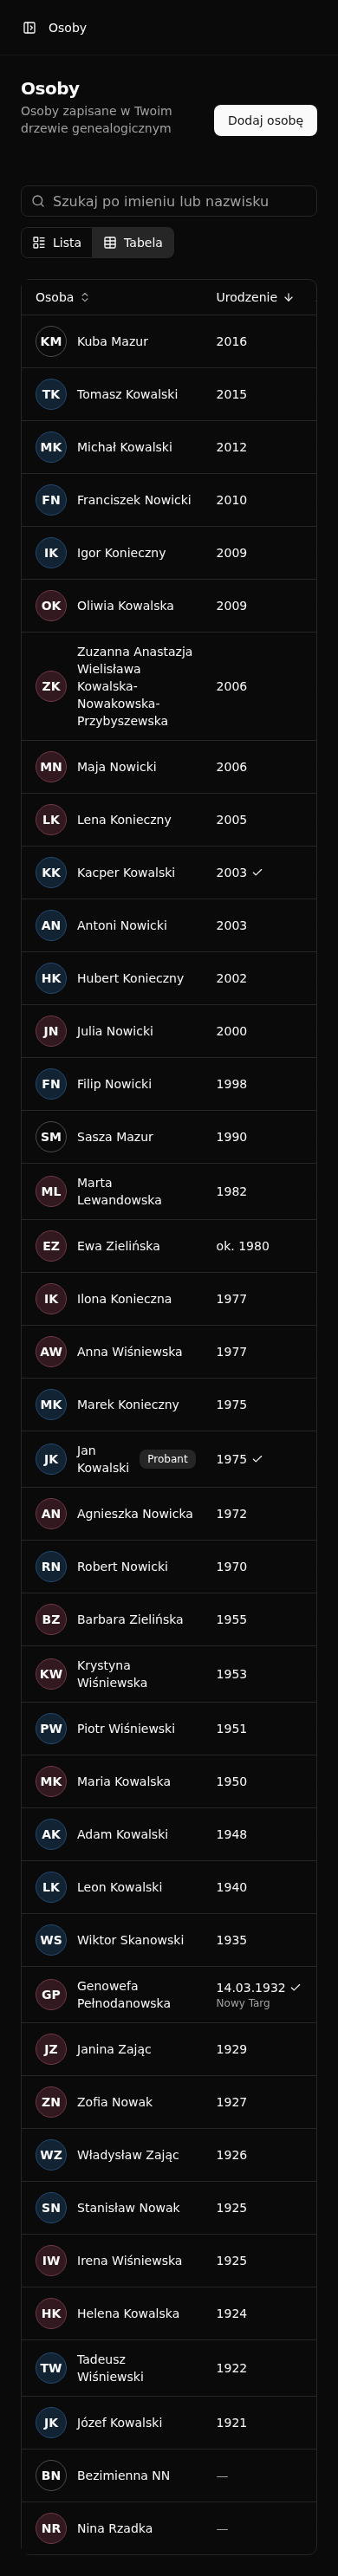 Osoby
Osoby
Osoby zapisane w Twoim
drzewie genealogicznym
Dodaj osobę
Szukaj po imieniu lub nazwisku
Lista
Tabela
Osoba Urodzenie
KM Kuba Mazur 2016
TK Tomasz Kowalski 2015
MK Michał Kowalski 2012
FN Franciszek Nowicki 2010
IK Igor Konieczny 2009
OK Oliwia Kowalska 2009
Zuzanna Anastazja
Wielisława
ZK Kowalska- 2006
Nowakowska-
Przybyszewska
MN Maja Nowicki 2006
LK Lena Konieczny 2005
KK Kacper Kowalski 2003 ✓
AN Antoni Nowicki 2003
HK Hubert Konieczny 2002
JN Julia Nowicki 2000
FN Filip Nowicki 1998
SM Sasza Mazur 1990
ML Marta
Lewandowska 1982
EZ Ewa Zielińska ok. 1980
IK Ilona Konieczna 1977
AW Anna Wiśniewska 1977
MK Marek Konieczny 1975
JK Jan
Kowalski Probant 1975 ✓
AN Agnieszka Nowicka 1972
RN Robert Nowicki 1970
BZ Barbara Zielińska 1955
KW Krystyna
Wiśniewska 1953
PW Piotr Wiśniewski 1951
MK Maria Kowalska 1950
AK Adam Kowalski 1948
LK Leon Kowalski 1940
WS Wiktor Skanowski 1935
GP Genowefa
Pełnodanowska 14.03.1932 ✓
Nowy Targ
JZ Janina Zając 1929
ZN Zofia Nowak 1927
WZ Władysław Zając 1926
SN Stanisław Nowak 1925
IW Irena Wiśniewska 1925
HK Helena Kowalska 1924
TW Tadeusz
Wiśniewski 1922
JK Józef Kowalski 1921
BN Bezimienna NN —
NR Nina Rzadka —